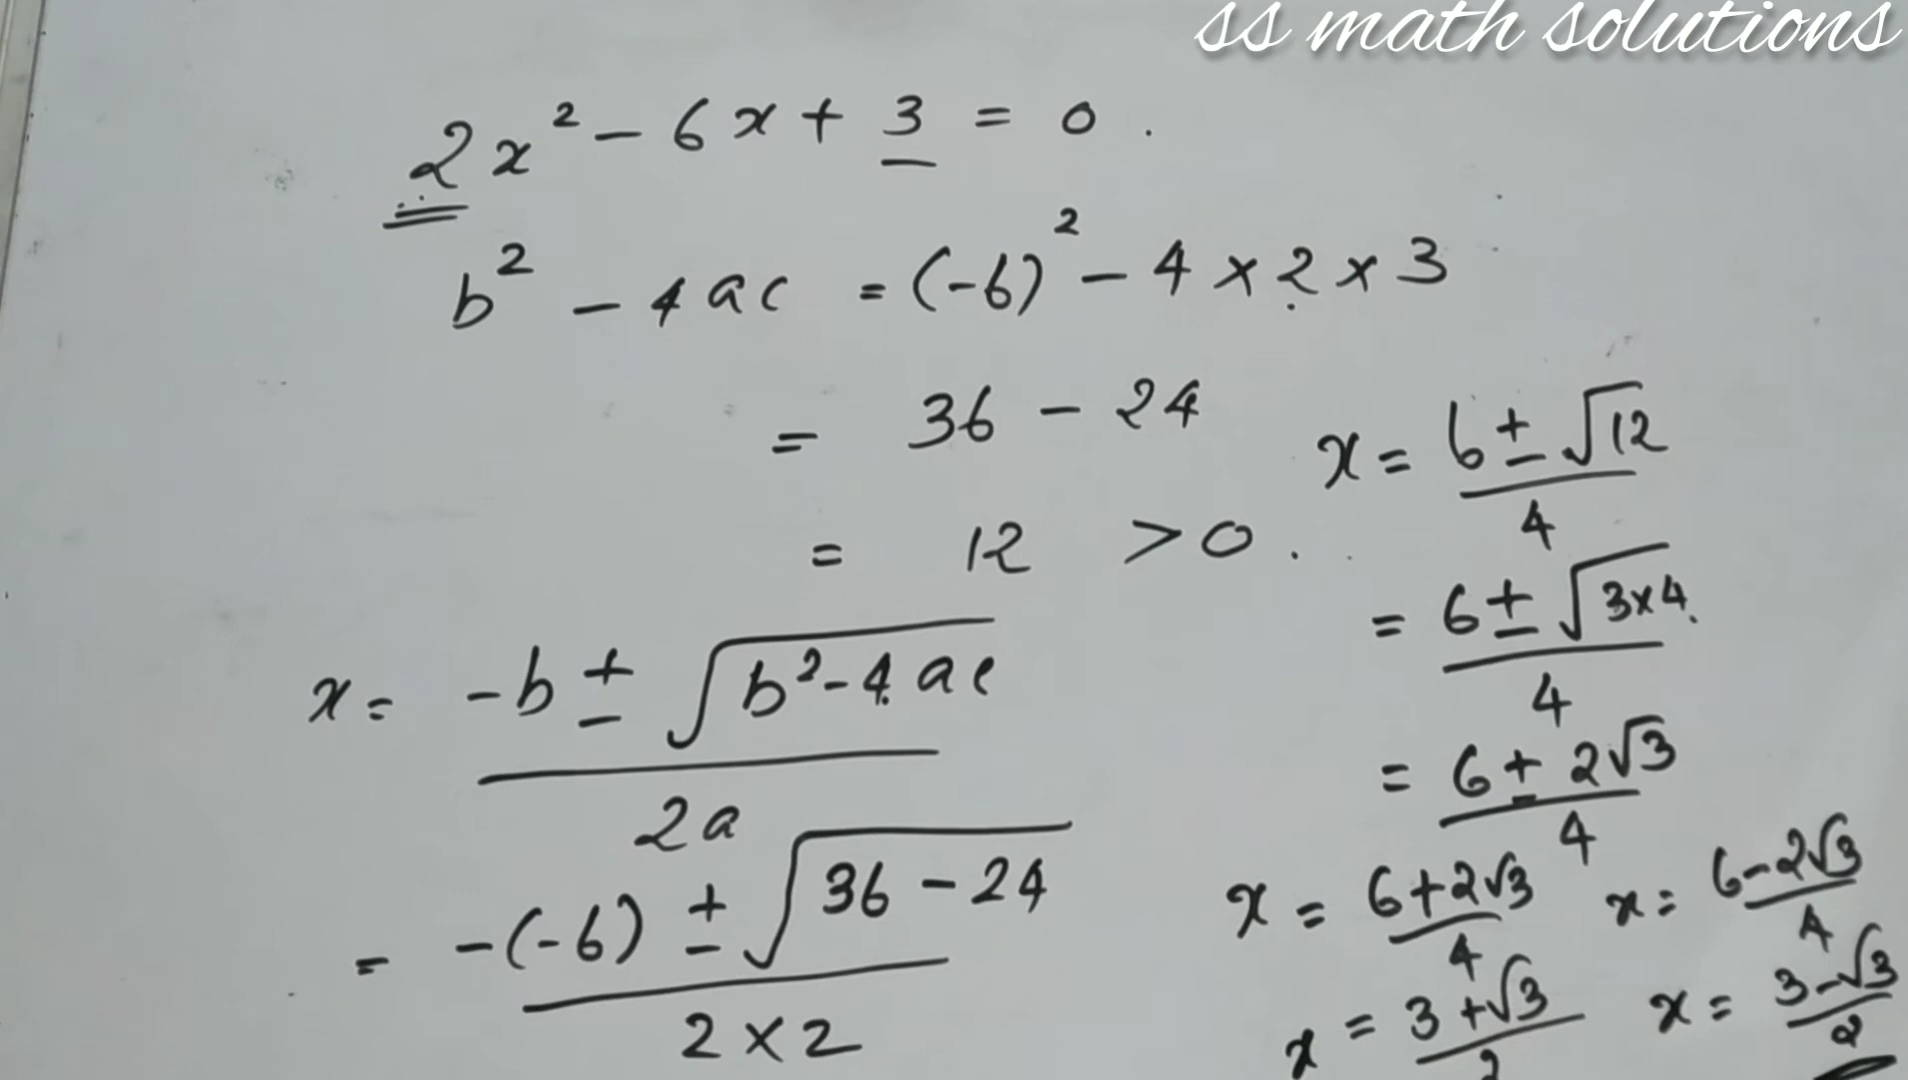 ss math solutions
2x² - 6x + 3 = 0.
b² - 4ac = (-6)² - 4 × 2 × 3
= 36 - 24
= 12 > 0.
x = -b ± √(b²-4ac) / 2a
= -(-6) ± √(36 - 24) / 2 × 2
x = 6 ± √12 / 4
= 6 ± √(3×4) / 4
= 6 ± 2√3 / 4
x = 6+2√3 / 4 x = 6-2√3 / 4
x = 3+√3 / 2 x = 3-√3 / 2